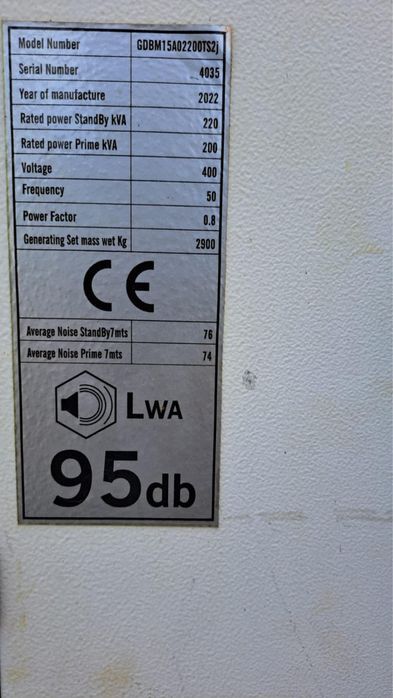 Model Number GDBM15A02200TS2j
Serial Number 4035
Year of manufacture 2022
Rated power StandBy kVA 220
Rated power Prime kVA 200
Voltage 400
Frequency 50
Power Factor 0.8
Generating Set mass wet Kg 2900
CE
Average Noise StandBy7mts 76
Average Noise Prime 7mts 74
LWA
95db